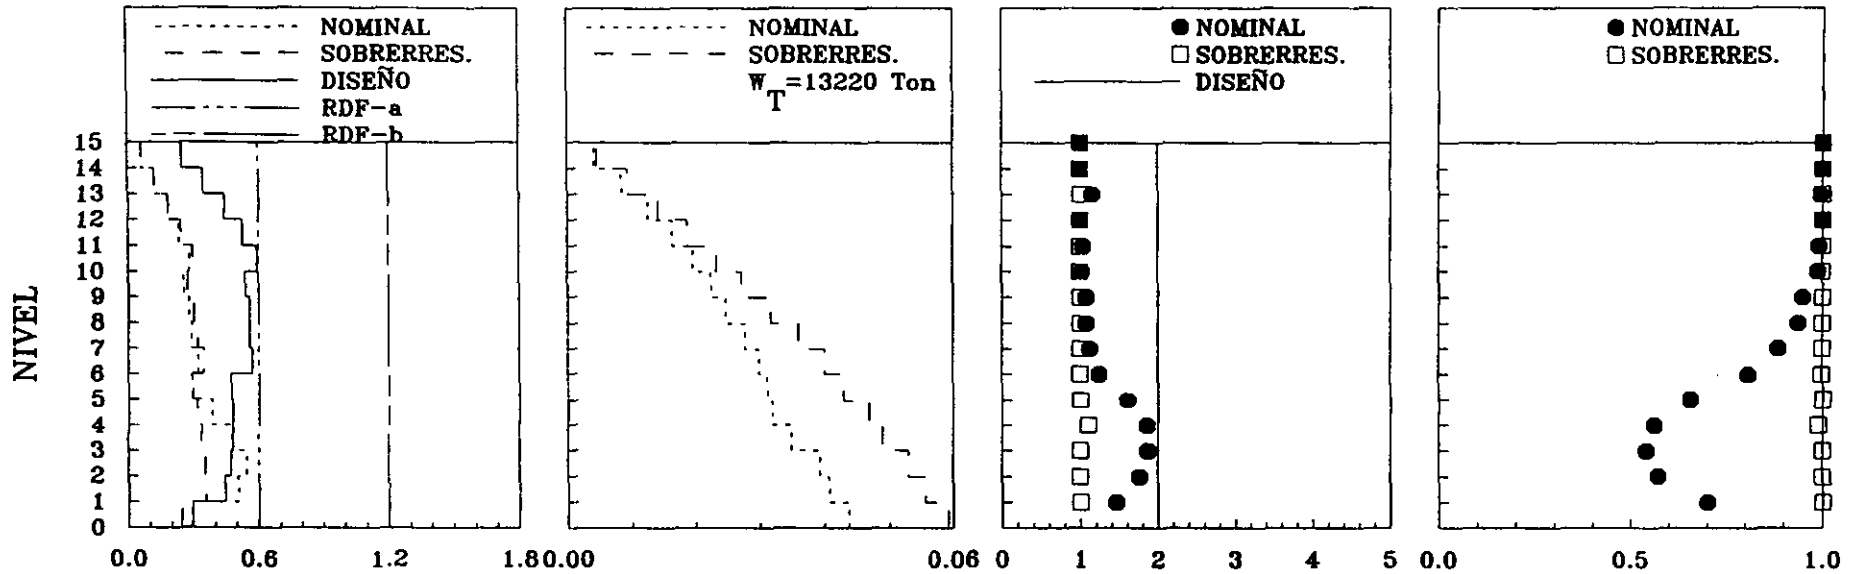 NOMINAL
SOBRERRES.
DISEÑO
RDF-a
RDF-b
NOMINAL
SOBRERRES.
W_T=13220 Ton
NOMINAL
SOBRERRES.
DISEÑO
NOMINAL
SOBRERRES.
NIVEL
15
14
13
12
11
10
9
8
7
6
5
4
3
2
1
0
0.0 0.6 1.2 1.8
0.00 0.06
0 1 2 3 4 5
0.0 0.5 1.0